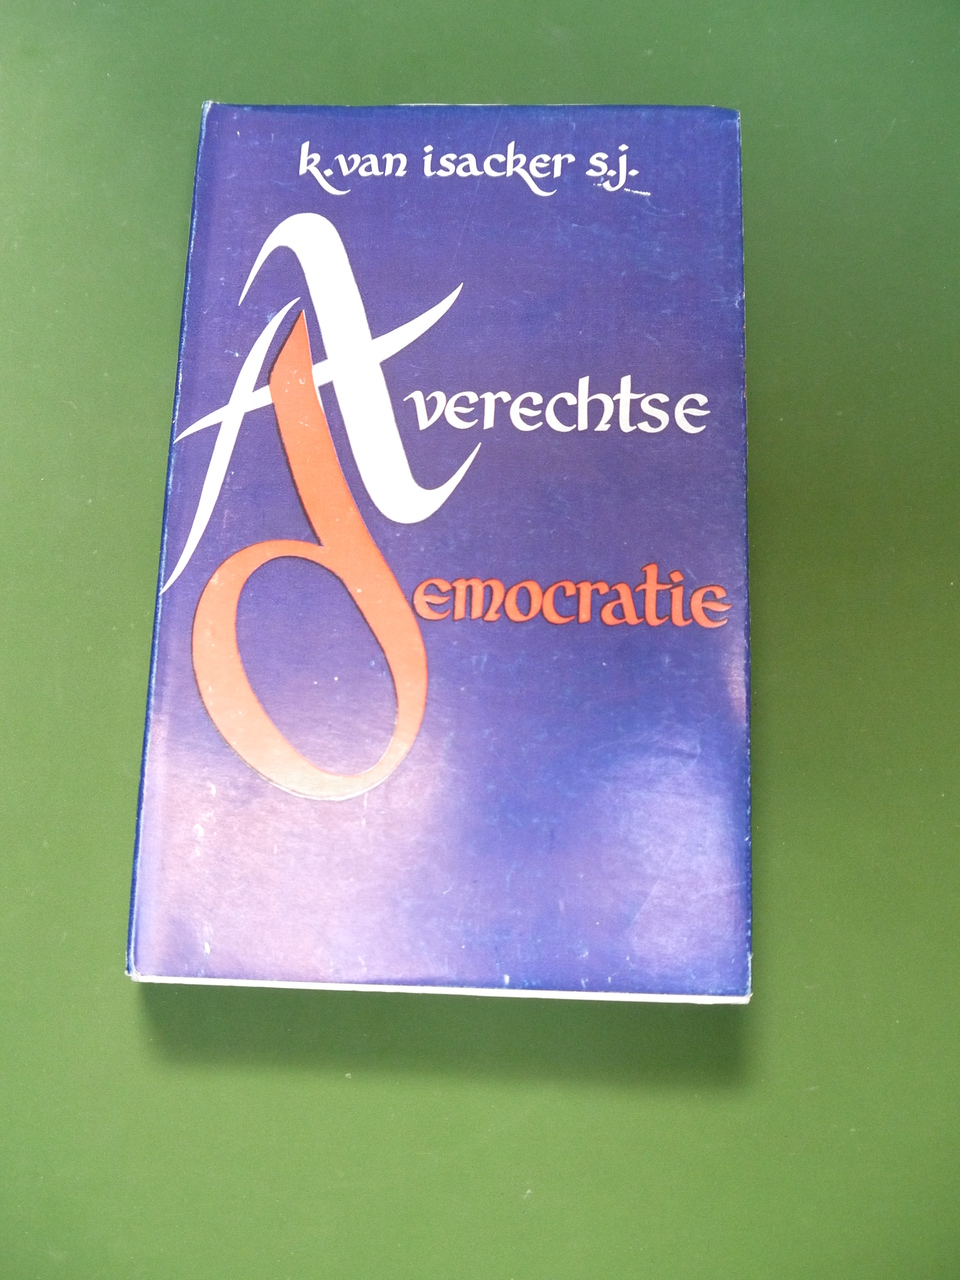 k. van isacker s.j.
Averechtse
democratie